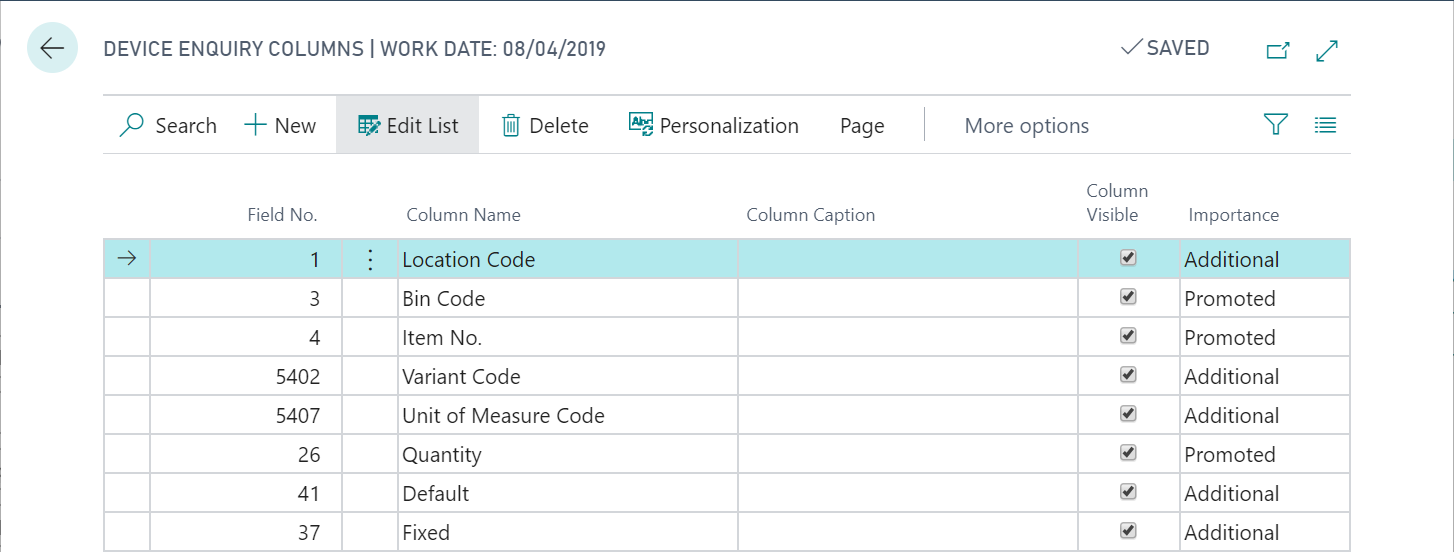 DEVICE ENQUIRY COLUMNS | WORK DATE: 08/04/2019
SAVED
Search
New
Edit List
Delete
Abc
Personalization
Page
More options
Field No. Column Name Column Caption Column Visible Importance
1 Location Code Additional
3 Bin Code Promoted
4 Item No. Promoted
5402 Variant Code Additional
5407 Unit of Measure Code Additional
26 Quantity Promoted
41 Default Additional
37 Fixed Additional